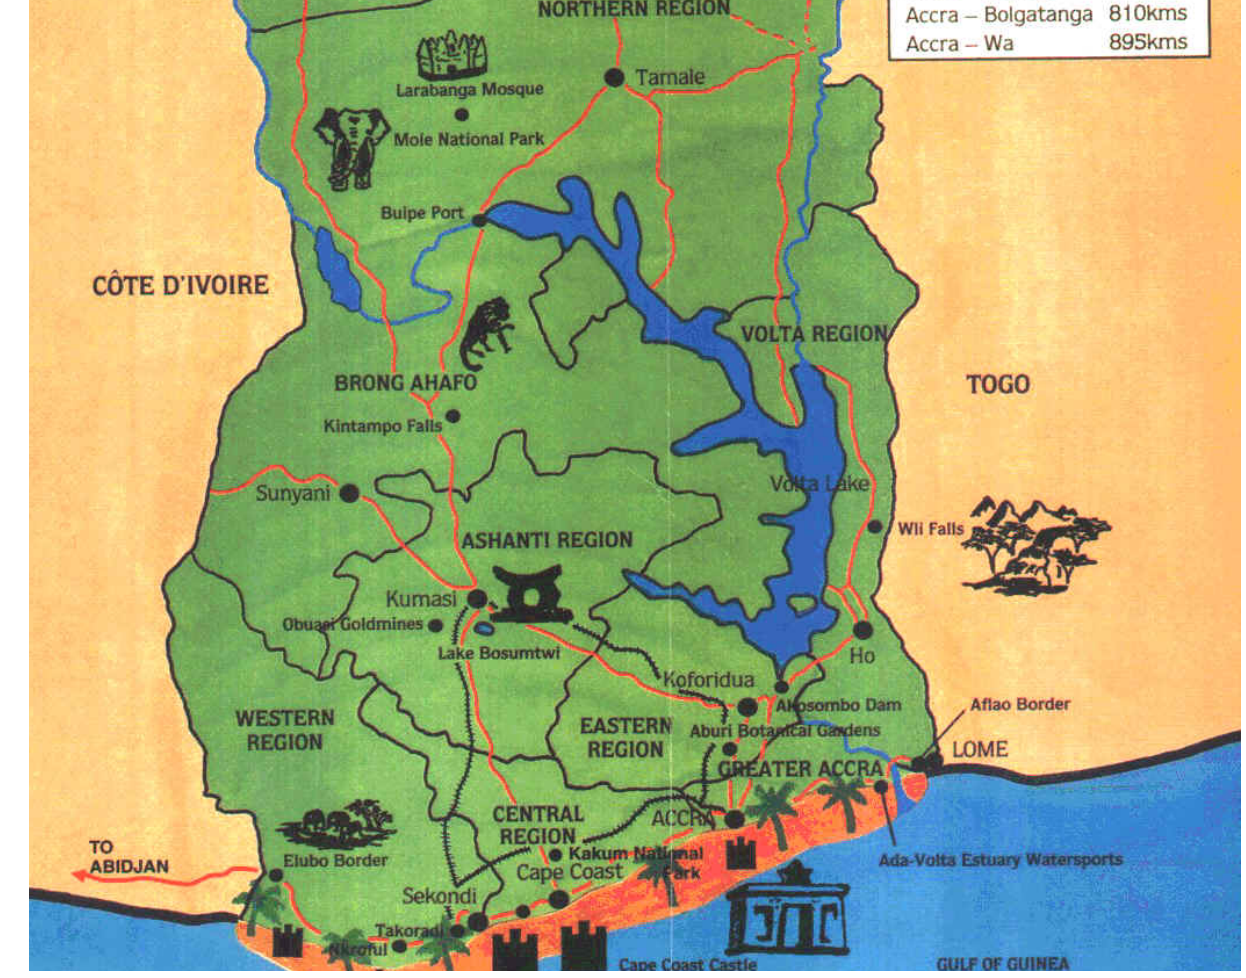 NORTHERN REGION
Accra – Bolgatanga 810kms
Accra – Wa 895kms
Tamale
Larabanga Mosque
Mole National Park
Buipe Port
CÔTE D'IVOIRE
VOLTA REGION
BRONG AHAFO
TOGO
Kintampo Falls
Sunyani
Volta Lake
Wli Falls
ASHANTI REGION
Kumasi
Obuasi Goldmines
Lake Bosumtwi
Ho
Koforidua
Akosombo Dam
Aflao Border
WESTERN
REGION
EASTERN
REGION
Aburi Botanical Gardens
LOME
GREATER ACCRA
CENTRAL
REGION
ACCRA
TO
ABIDJAN
Elubo Border
Kakum National
Park
Ada-Volta Estuary Watersports
Cape Coast
Sekondi
Takoradi
Nkroful
Cape Coast Castle
GULF OF GUINEA